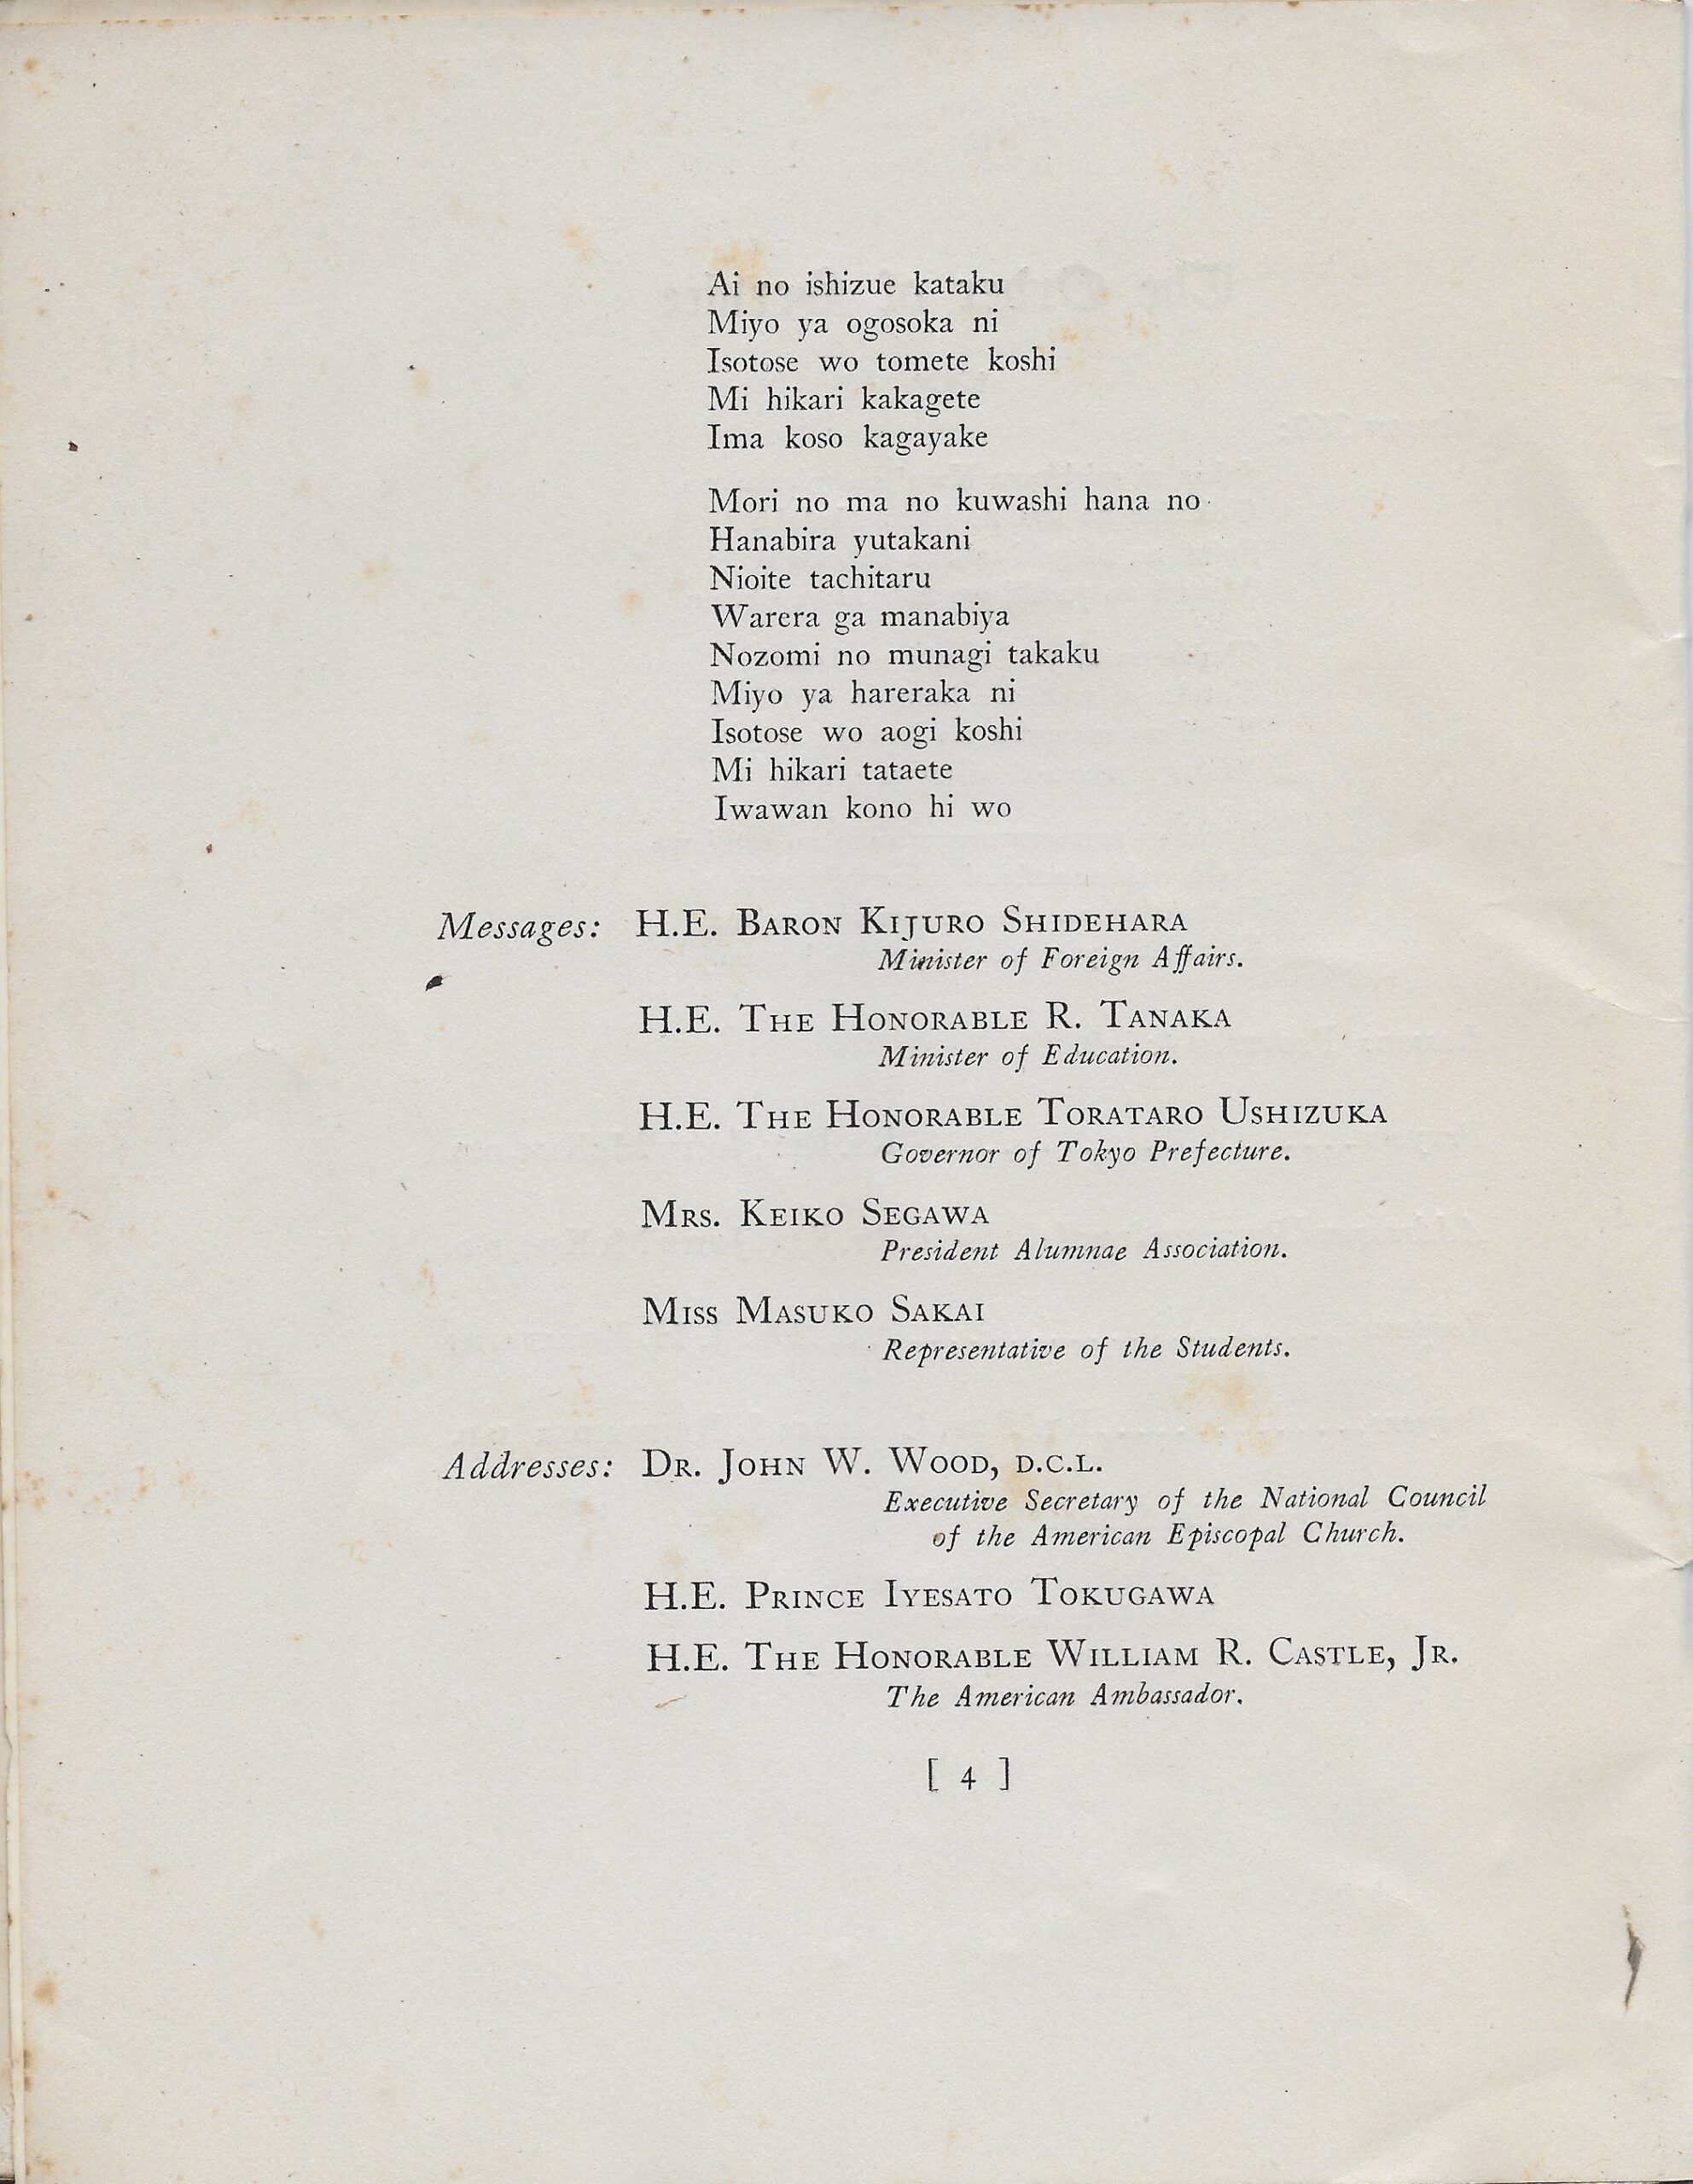 Ai no ishizue kataku
Miyo ya ogosoka ni
Isotose wo tomete koshi
Mi hikari kakagete
Ima koso kagayake
Mori no ma no kuwashi hana no
Hanabira yutakani
Nioite tachitaru
Warera ga manabiya
Nozomi no munagi takaku
Miyo ya hareraka ni
Isotose wo aogi koshi
Mi hikari tataete
Iwawan kono hi wo
Messages: H.E. BARON KIJURO SHIDEHARA
Minister of Foreign Affairs.
H.E. THE HONORABLE R. TANAKA
Minister of Education.
H.E. THE HONORABLE TORATARO USHIZUKA
Governor of Tokyo Prefecture.
MRS. KEIKO SEGAWA
President Alumnae Association.
MISS MASUKO SAKAI
Representative of the Students.
Addresses: DR. JOHN W. WOOD, D.C.L.
Executive Secretary of the National Council
of the American Episcopal Church.
H.E. PRINCE IYESATO TOKUGAWA
H.E. THE HONORABLE WILLIAM R. CASTLE, JR.
The American Ambassador.
[ 4 ]